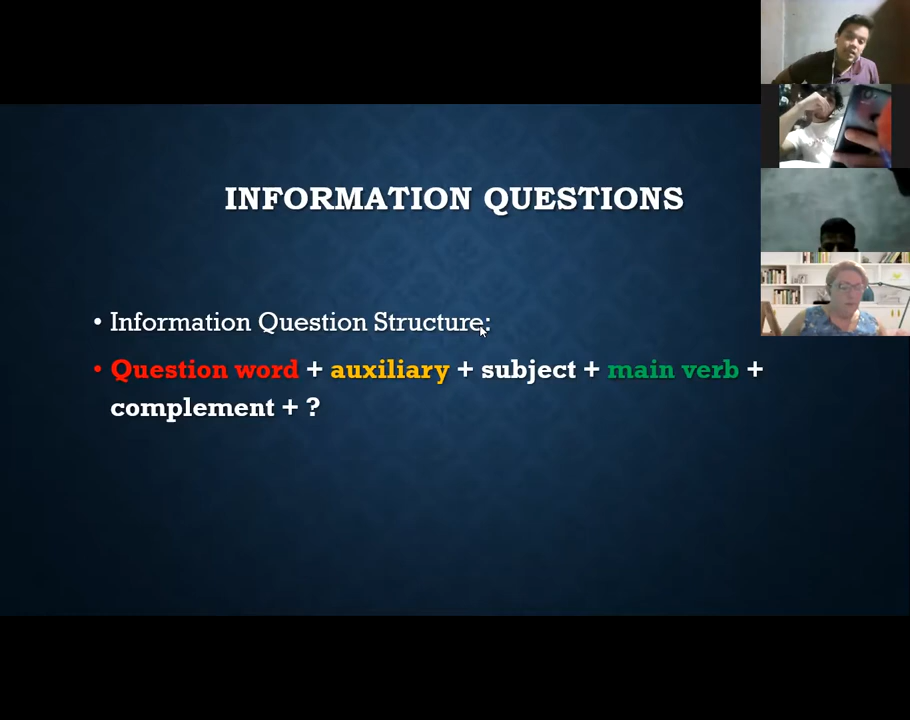 INFORMATION QUESTIONS
• Information Question Structure:
• Question word + auxiliary + subject + main verb +
complement + ?